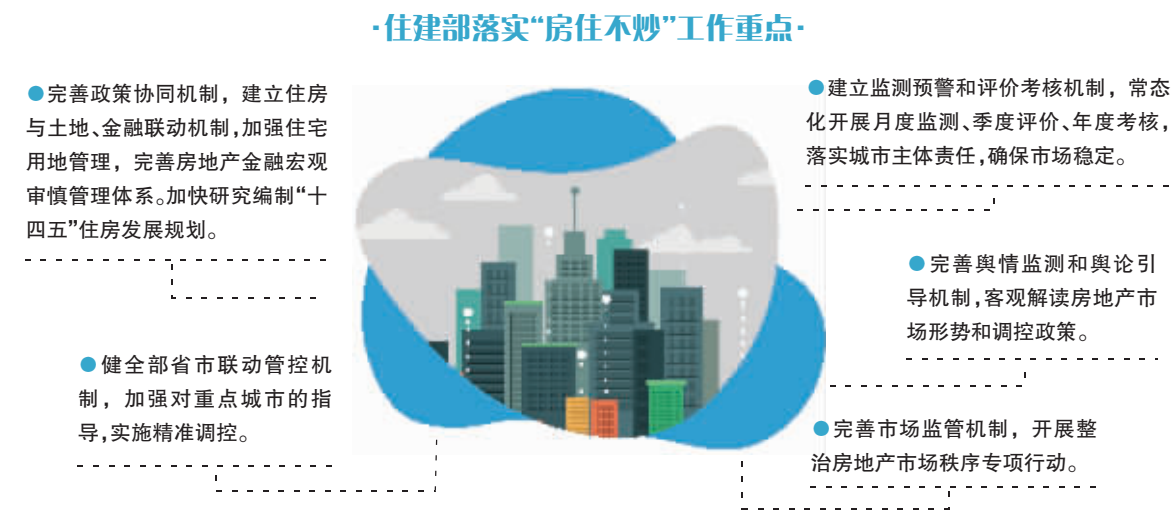 ·住建部落实“房住不炒”工作重点·
●完善政策协同机制，建立住房
与土地、金融联动机制，加强住宅
用地管理，完善房地产金融宏观
审慎管理体系。加快研究编制“十
四五”住房发展规划。
●健全部省市联动管控机
制，加强对重点城市的指
导，实施精准调控。
●建立监测预警和评价考核机制，常态
化开展月度监测、季度评价、年度考核，
落实城市主体责任，确保市场稳定。
●完善舆情监测和舆论引
导机制，客观解读房地产市
场形势和调控政策。
●完善市场监管机制，开展整
治房地产市场秩序专项行动。